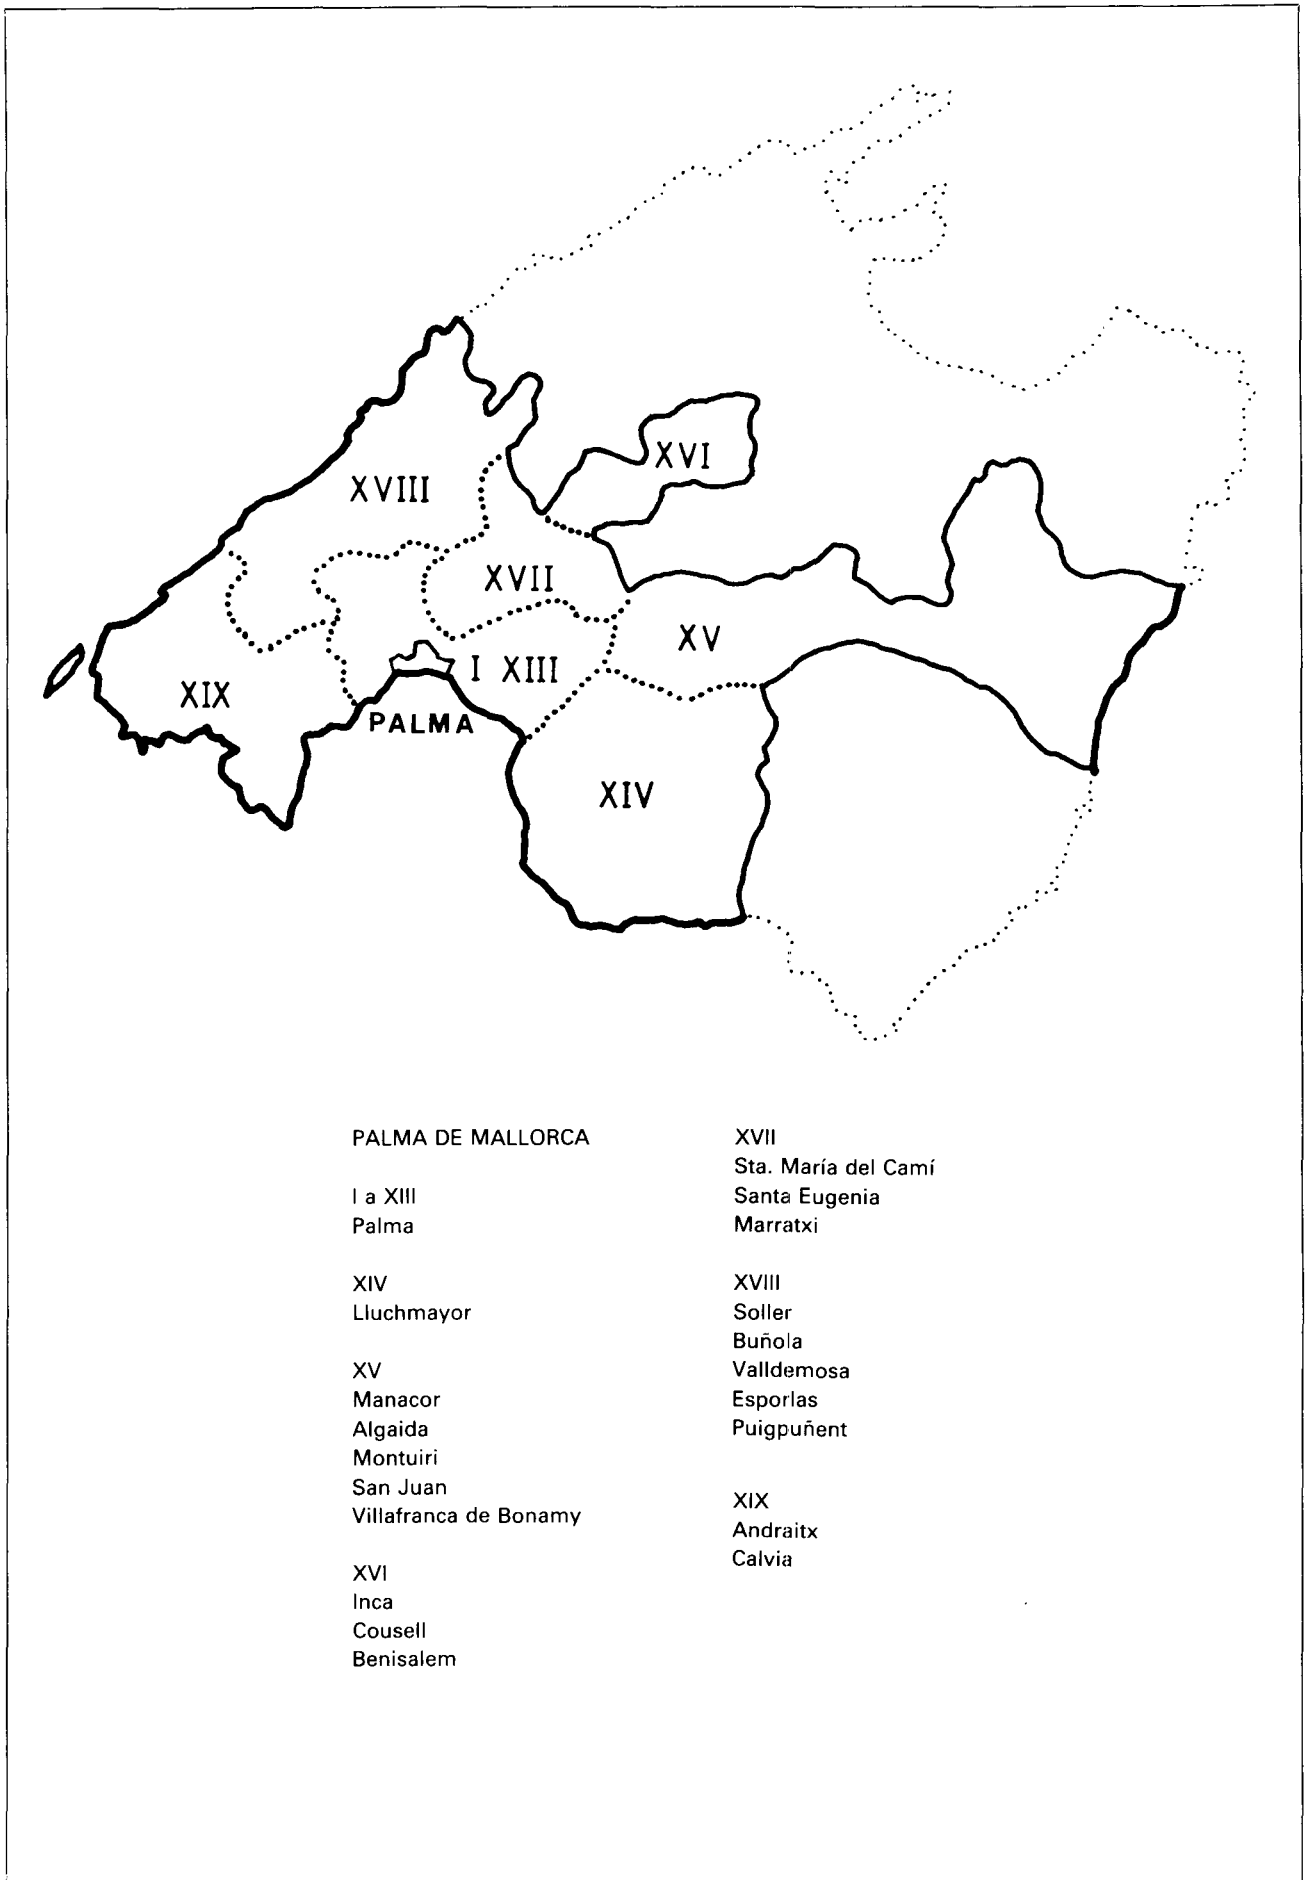 XVI
XVIII
XVII
XV
I XIII
XIX
PALMA
XIV
PALMA DE MALLORCA
I a XIII
Palma
XIV
Lluchmayor
XV
Manacor
Algaida
Montuiri
San Juan
Villafranca de Bonamy
XVI
Inca
Cousell
Benisalem
XVII
Sta. María del Camí
Santa Eugenia
Marratxi
XVIII
Soller
Buñola
Valldemosa
Esporlas
Puigpuñent
XIX
Andraitx
Calvia